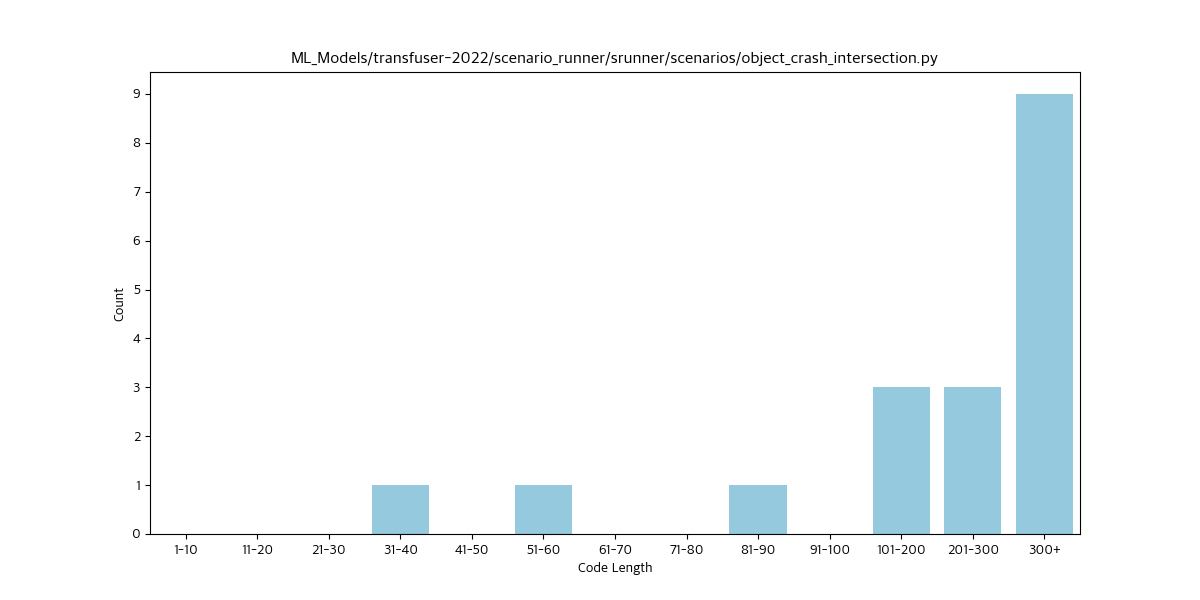 ML_Models/transfuser-2022/scenario_runner/srunner/scenarios/object_crash_intersection.py
9
8
7
6
5
4
3
2
1
0
Count
1-10 11-20 21-30 31-40 41-50 51-60 61-70 71-80 81-90 91-100 101-200 201-300 300+
Code Length